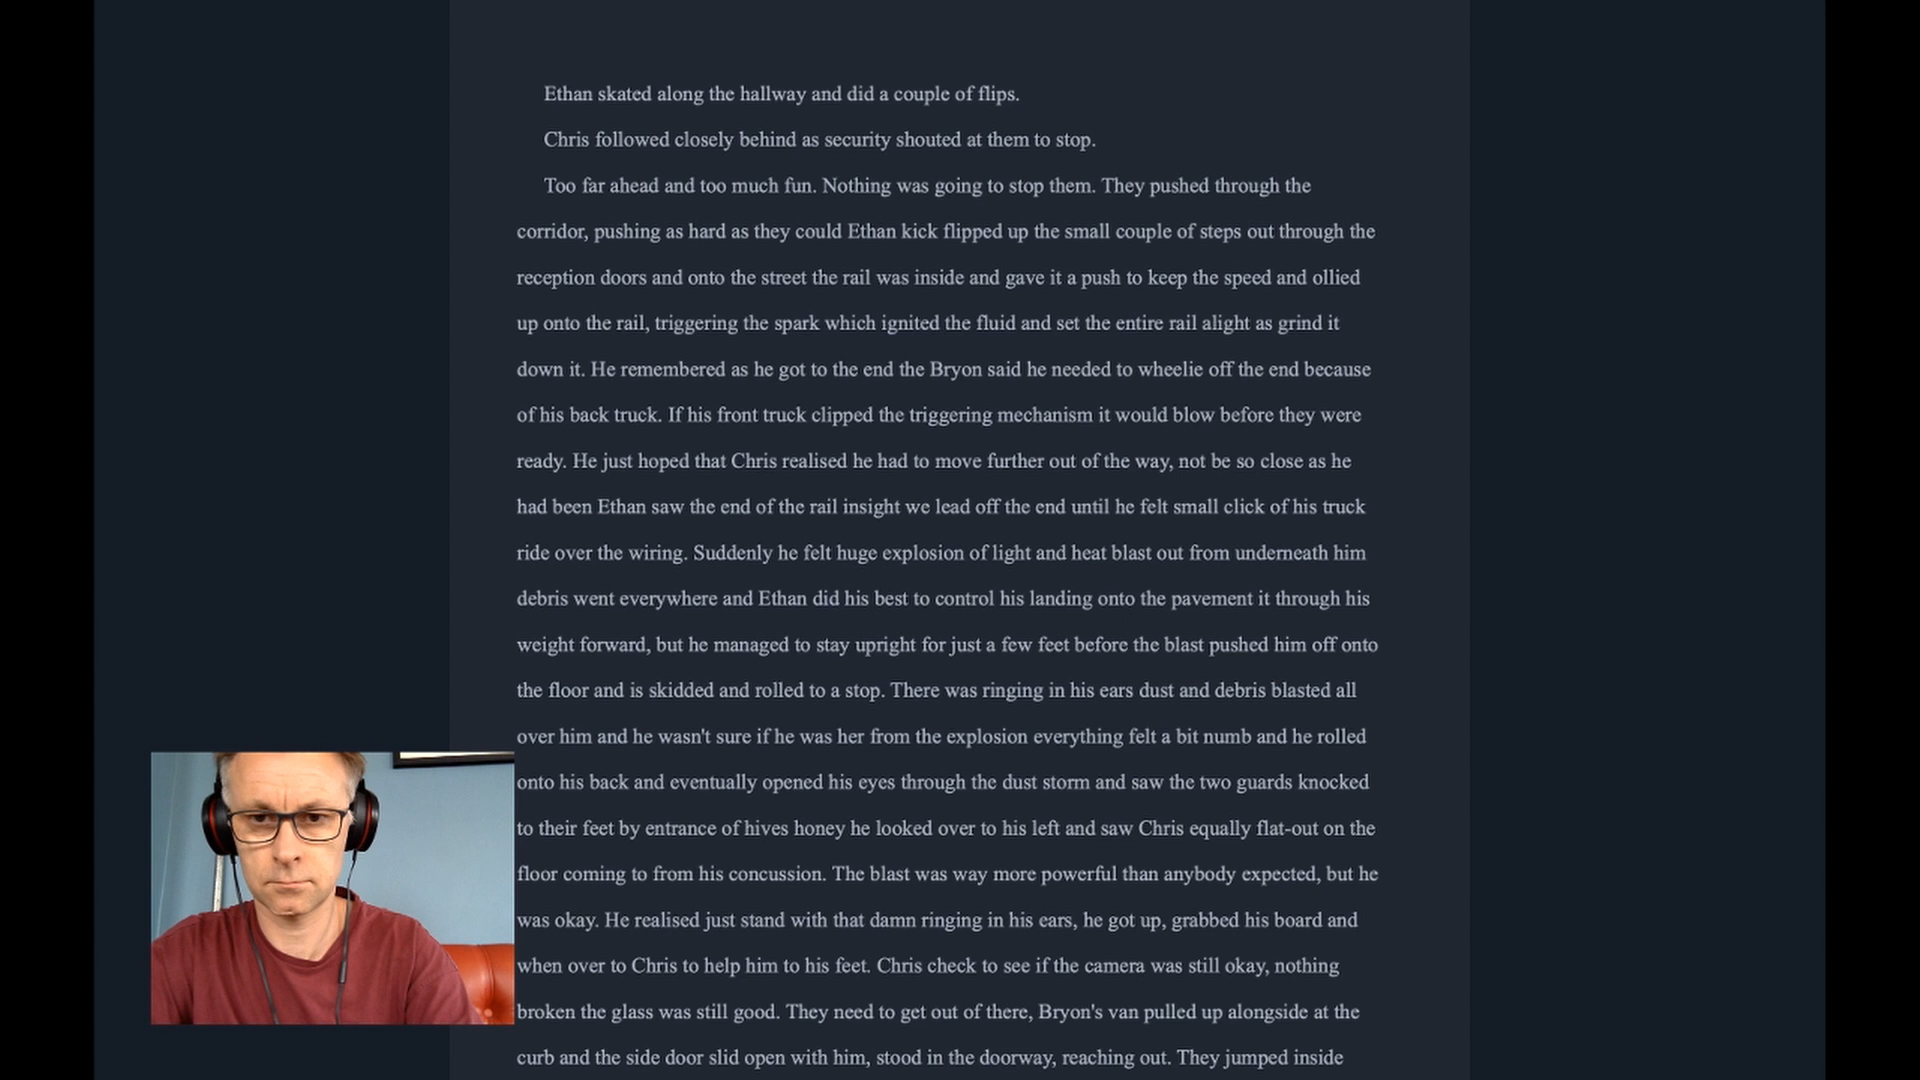 Ethan skated along the hallway and did a couple of flips.
Chris followed closely behind as security shouted at them to stop.
Too far ahead and too much fun. Nothing was going to stop them. They pushed through the
corridor, pushing as hard as they could Ethan kick flipped up the small couple of steps out through the
reception doors and onto the street the rail was inside and gave it a push to keep the speed and ollied
up onto the rail, triggering the spark which ignited the fluid and set the entire rail alight as grind it
down it. He remembered as he got to the end the Bryon said he needed to wheelie off the end because
of his back truck. If his front truck clipped the triggering mechanism it would blow before they were
ready. He just hoped that Chris realised he had to move further out of the way, not be so close as he
had been Ethan saw the end of the rail insight we lead off the end until he felt small click of his truck
ride over the wiring. Suddenly he felt huge explosion of light and heat blast out from underneath him
debris went everywhere and Ethan did his best to control his landing onto the pavement it through his
weight forward, but he managed to stay upright for just a few feet before the blast pushed him off onto
the floor and is skidded and rolled to a stop. There was ringing in his ears dust and debris blasted all
over him and he wasn't sure if he was her from the explosion everything felt a bit numb and he rolled
onto his back and eventually opened his eyes through the dust storm and saw the two guards knocked
to their feet by entrance of hives honey he looked over to his left and saw Chris equally flat-out on the
floor coming to from his concussion. The blast was way more powerful than anybody expected, but he
was okay. He realised just stand with that damn ringing in his ears, he got up, grabbed his board and
when over to Chris to help him to his feet. Chris check to see if the camera was still okay, nothing
broken the glass was still good. They need to get out of there, Bryon's van pulled up alongside at the
curb and the side door slid open with him, stood in the doorway, reaching out. They jumped inside